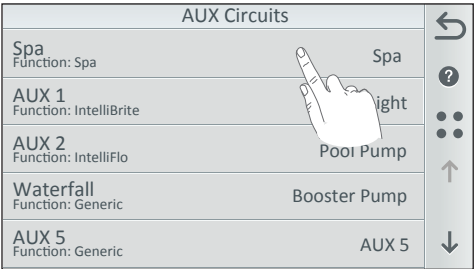 AUX Circuits
Spa Spa
Function: Spa
AUX 1 ight
Function: IntelliBrite
AUX 2 Pool Pump
Function: IntelliFlo
Waterfall Booster Pump
Function: Generic
AUX 5 AUX 5
Function: Generic
?